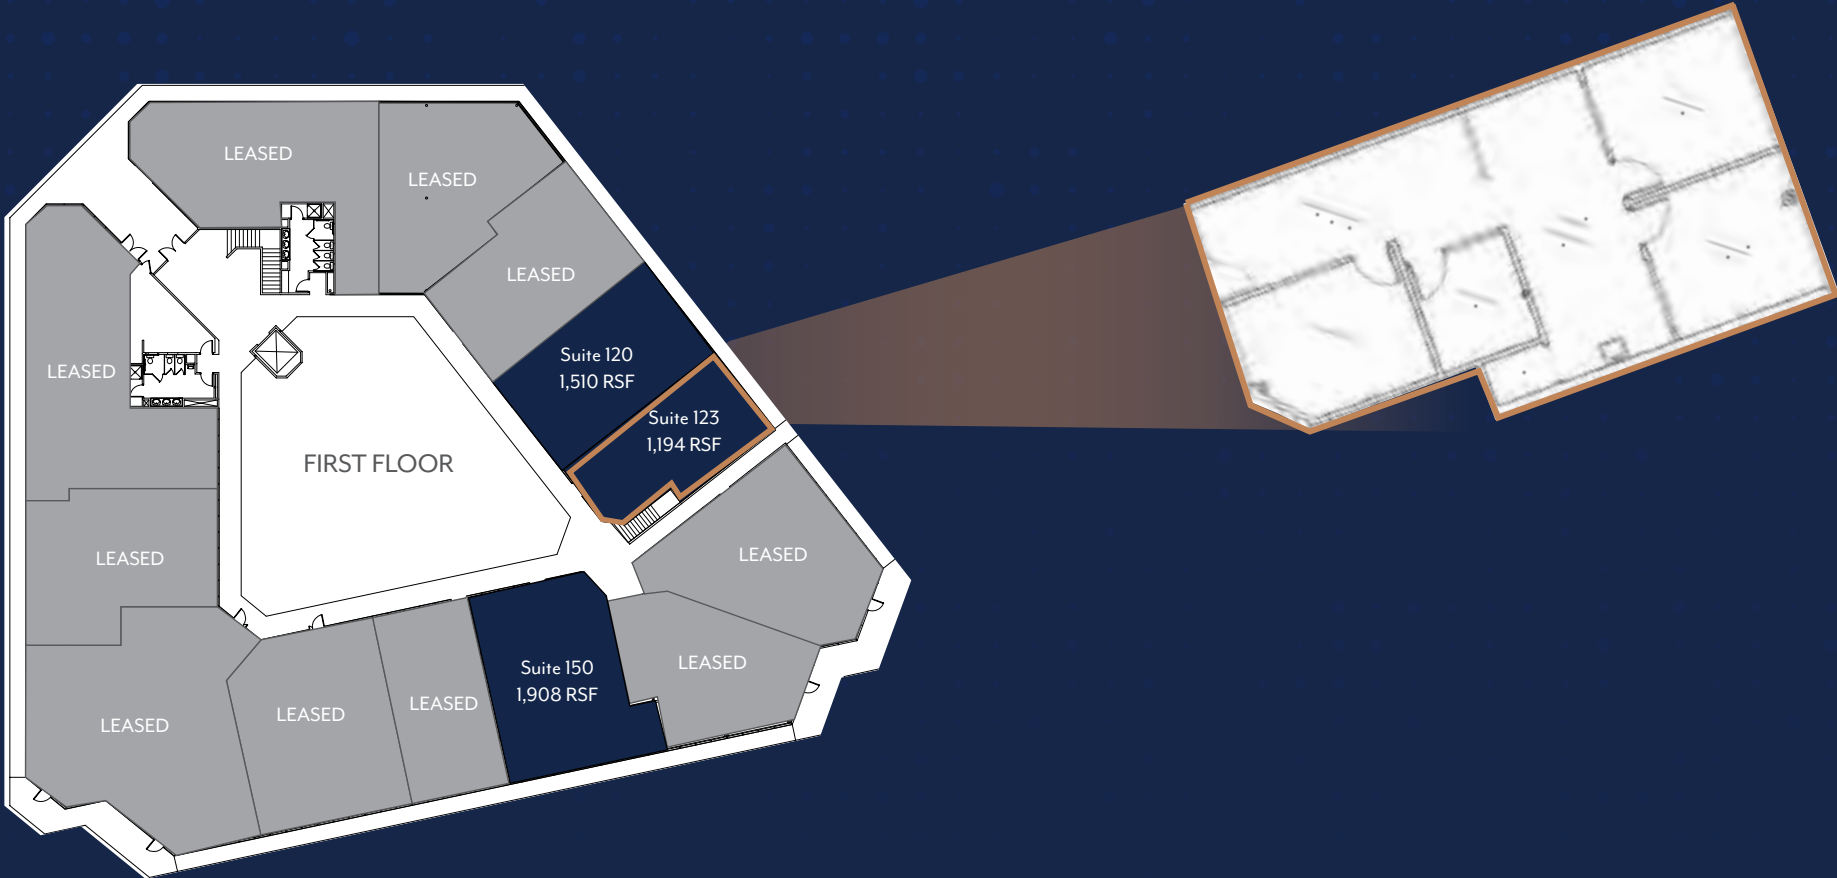 LEASED
LEASED
LEASED
Suite 120
1,510 RSF
LEASED
Suite 123
1,194 RSF
FIRST FLOOR
LEASED
LEASED
Suite 150
1,908 RSF
LEASED
LEASED
LEASED
LEASED
LEASED